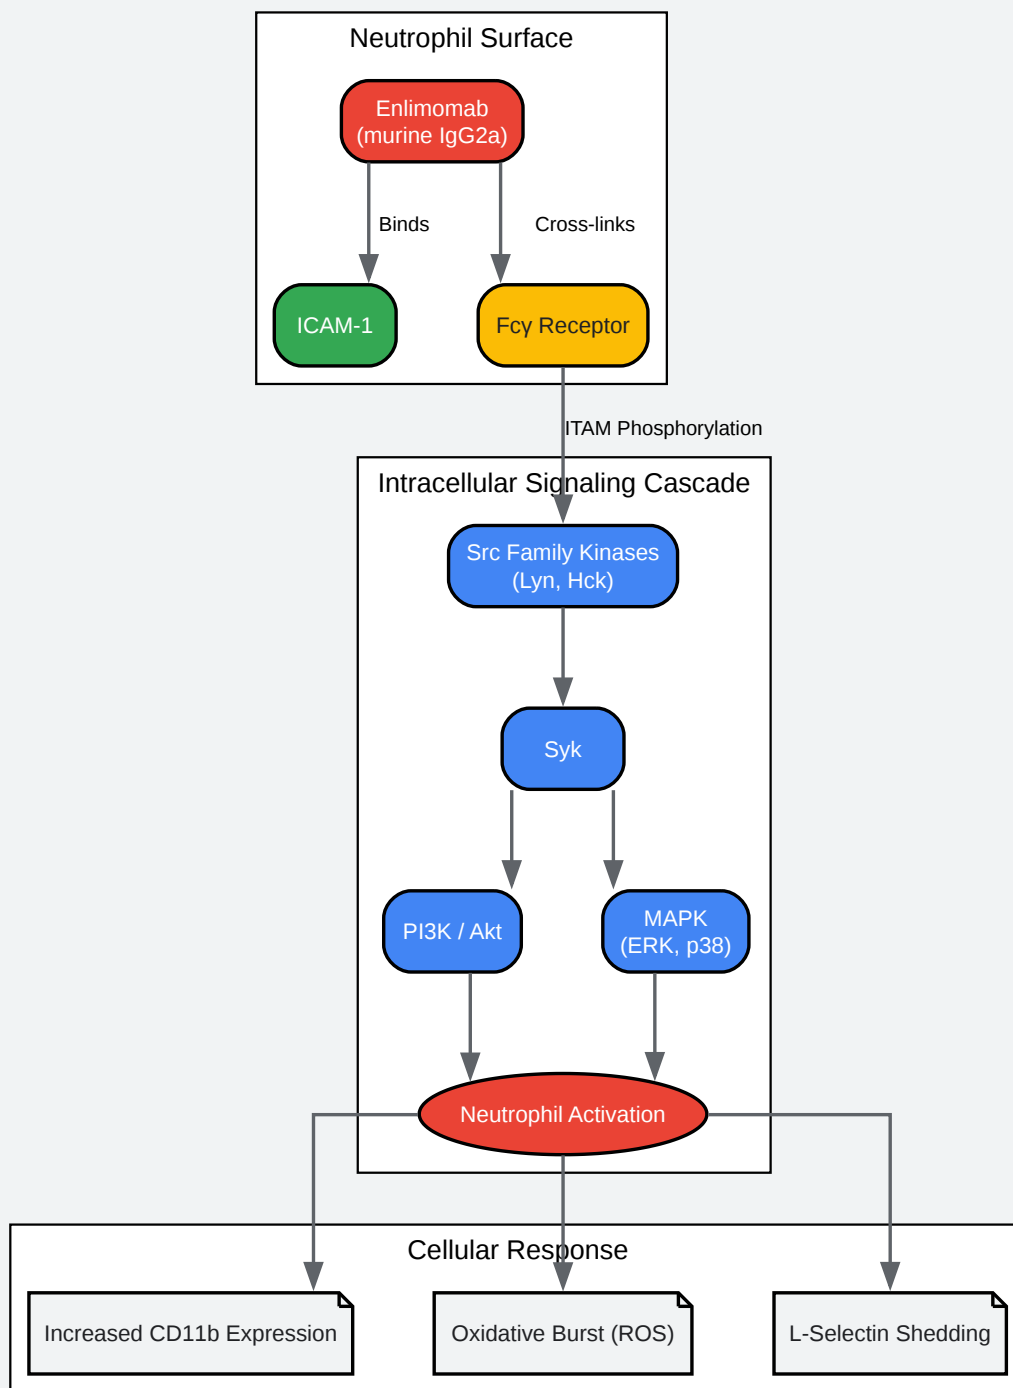 Neutrophil Surface
Enlimomab
(murine IgG2a)
Binds
Cross-links
ICAM-1
Fcγ Receptor
ITAM Phosphorylation
Intracellular Signaling Cascade
Src Family Kinases
(Lyn, Hck)
Syk
PI3K / Akt
MAPK
(ERK, p38)
Neutrophil Activation
Cellular Response
Increased CD11b Expression
Oxidative Burst (ROS)
L-Selectin Shedding